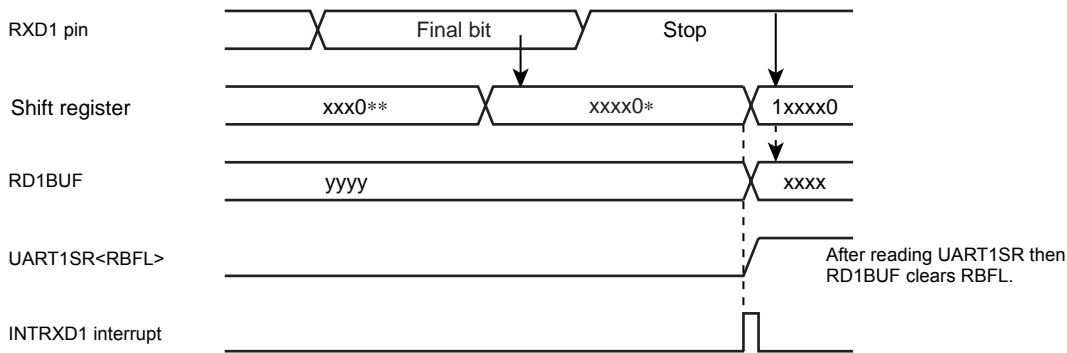 RXD1 pin
Final bit
Stop
Shift register
xxx0**
xxxx0*
1xxxx0
RD1BUF
yyyy
xxxx
UART1SR<RBFL>
After reading UART1SR then
RD1BUF clears RBFL.
INTRXD1 interrupt